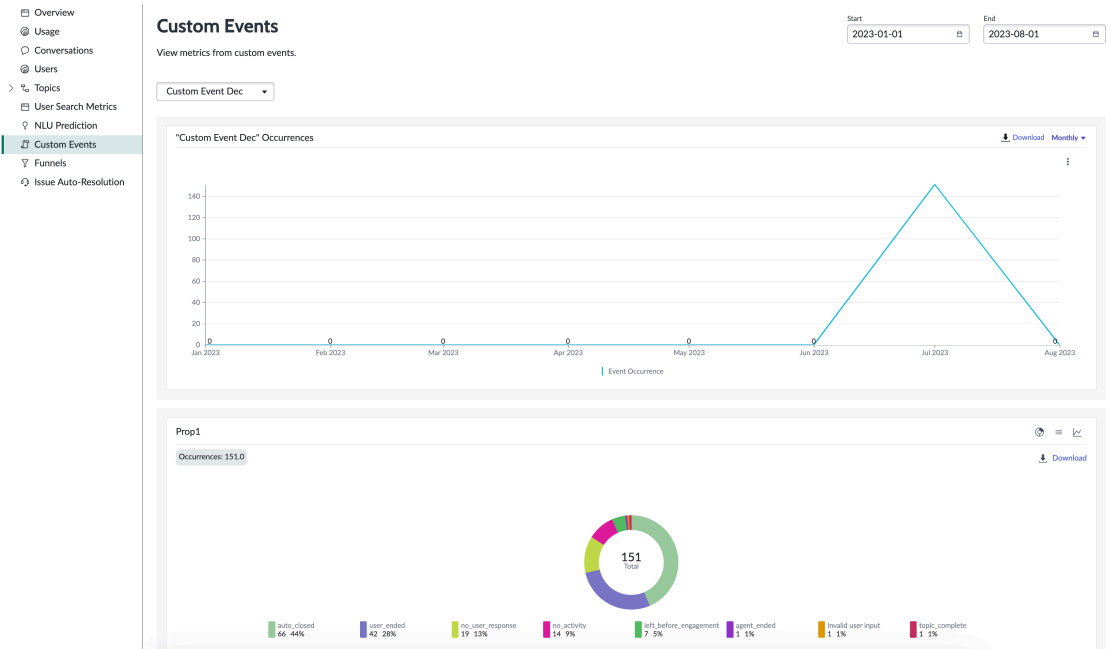 Overview
Usage
Conversations
Users
Topics
User Search Metrics
NLU Prediction
Custom Events
Funnels
Issue Auto-Resolution
Custom Events
View metrics from custom events.
Start
2023-01-01
End
2023-08-01
Custom Event Dec
"Custom Event Dec" Occurrences
Download Monthly
140
120
100
80
60
40
20
0
0 0 0 0 0 0 0
Jan 2023 Feb 2023 Mar 2023 Apr 2023 May 2023 Jun 2023 Jul 2023 Aug 2023
Event Occurrence
Prop1
Occurrences: 151.0
Download
151
Total
auto_closed
66 44%
user_ended
42 28%
no_user_response
19 13%
no_activity
14 9%
left_before_engagement
7 5%
agent_ended
1 1%
Invalid user input
1 1%
topic_complete
1 1%